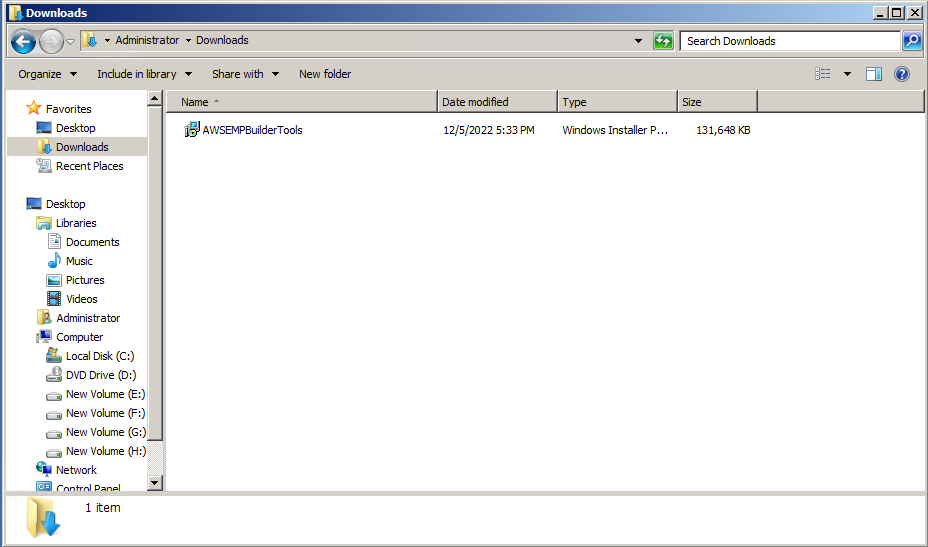 Downloads
Administrator Downloads
Search Downloads
Organize Include in library Share with New folder
Name Date modified Type Size
AWSEMPBuilderTools 12/5/2022 5:33 PM Windows Installer P... 131,648 KB
Favorites
Desktop
Downloads
Recent Places
Desktop
Libraries
Documents
Music
Pictures
Videos
Administrator
Computer
Local Disk (C:)
DVD Drive (D:)
New Volume (E:)
New Volume (F:)
New Volume (G:)
New Volume (H:)
Network
Control Panel
1 item